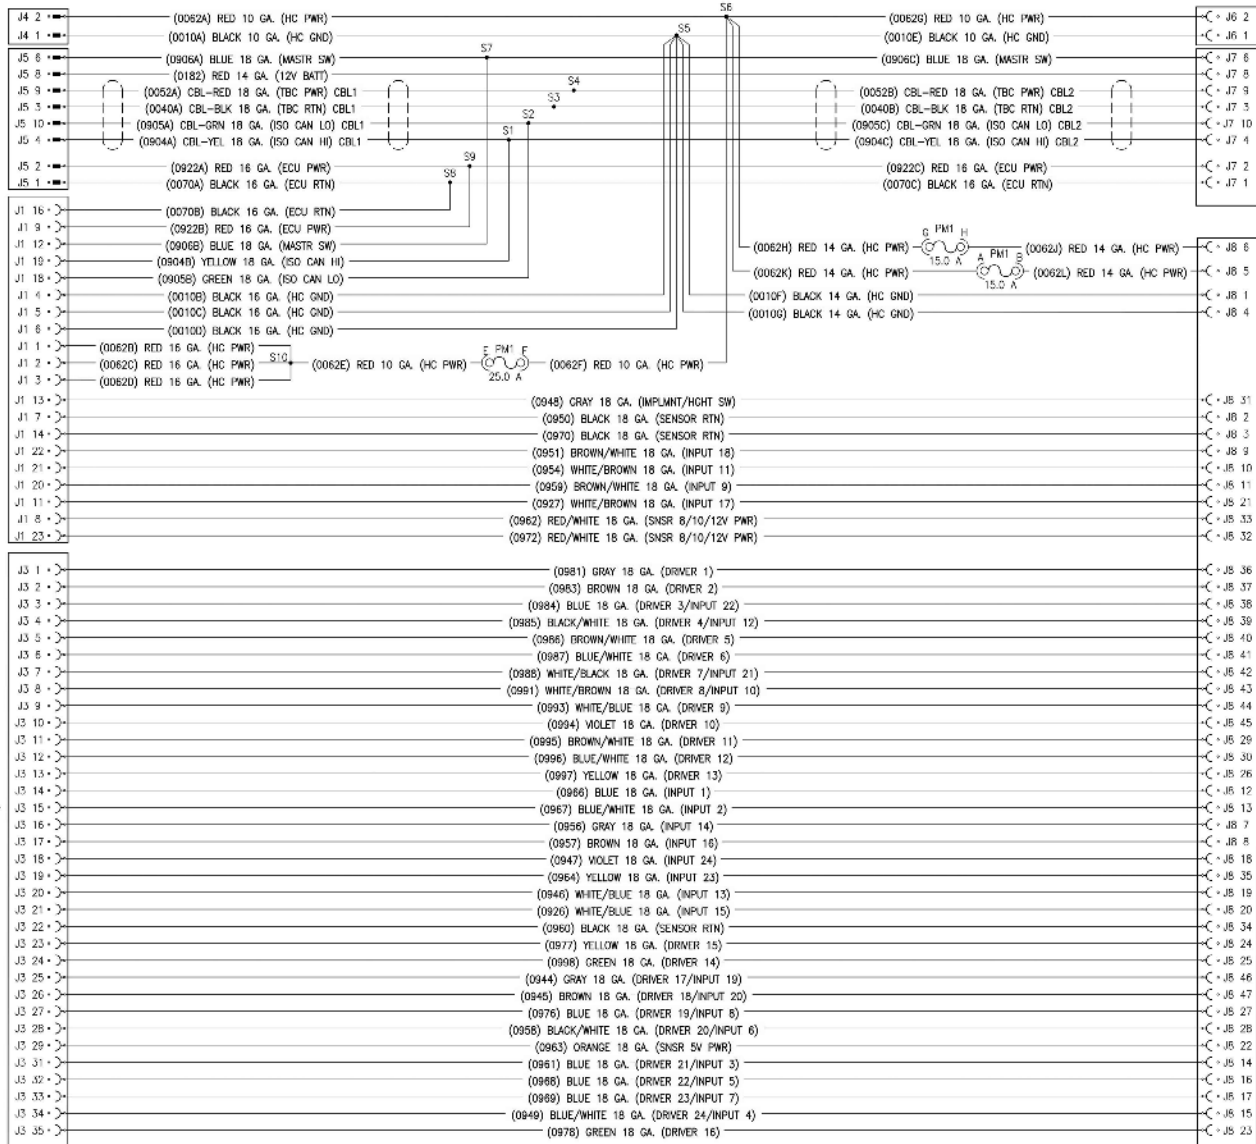 J4 2 (0062A) RED 10 GA. (HC PWR) S6 (0062G) RED 10 GA. (HC PWR) J6 2
J4 1 (0010A) BLACK 10 GA. (HC GND) S5 (0010E) BLACK 10 GA. (HC GND) J6 1
J5 6 (0906A) BLUE 18 GA. (MASTR SW) S7 (0906C) BLUE 18 GA. (MASTR SW) J7 6
J5 8 (0182) RED 14 GA. (12V BATT) J7 8
J5 9 (0052A) CBL-RED 18 GA. (TBC PWR) CBL1 S4 (0052B) CBL-RED 18 GA. (TBC PWR) CBL2 J7 9
J5 3 (0040A) CBL-BLK 18 GA. (TBC RTN) CBL1 S3 (0040B) CBL-BLK 18 GA. (TBC RTN) CBL2 J7 3
J5 10 (0905A) CBL-GRN 18 GA. (ISO CAN LO) CBL1 S2 (0905C) CBL-GRN 18 GA. (ISO CAN LO) CBL2 J7 10
J5 4 (0904A) CBL-YEL 18 GA. (ISO CAN HI) CBL1 S1 (0904C) CBL-YEL 18 GA. (ISO CAN HI) CBL2 J7 4
J5 2 (0922A) RED 16 GA. (ECU PWR) S9 (0922C) RED 16 GA. (ECU PWR) J7 2
J5 1 (0070A) BLACK 16 GA. (ECU RTN) S8 (0070C) BLACK 16 GA. (ECU RTN) J7 1
J1 16 (0070B) BLACK 16 GA. (ECU RTN)
J1 9 (0922B) RED 16 GA. (ECU PWR)
J1 12 (0906B) BLUE 18 GA. (MASTR SW)
(0062H) RED 14 GA. (HC PWR) G PM1 H 15.0 A (0062J) RED 14 GA. (HC PWR) J8 6
J1 19 (0904B) YELLOW 18 GA. (ISO CAN HI)
(0062K) RED 14 GA. (HC PWR) A PM1 B 15.0 A (0062L) RED 14 GA. (HC PWR) J8 5
J1 18 (0905B) GREEN 18 GA. (ISO CAN LO)
J1 4 (0010B) BLACK 16 GA. (HC GND) (0010F) BLACK 14 GA. (HC GND) J8 1
J1 5 (0010C) BLACK 16 GA. (HC GND) (0010G) BLACK 14 GA. (HC GND) J8 4
J1 6 (0010D) BLACK 16 GA. (HC GND)
J1 1 (0062B) RED 16 GA. (HC PWR)
J1 2 (0062C) RED 16 GA. (HC PWR) S10 (0062E) RED 10 GA. (HC PWR) E PM1 F 25.0 A (0062F) RED 10 GA. (HC PWR)
J1 3 (0062D) RED 16 GA. (HC PWR)
J1 13 (0948) GRAY 18 GA. (IMPLMNT/HGHT SW) J8 31
J1 7 (0950) BLACK 18 GA. (SENSOR RTN) J8 2
J1 14 (0970) BLACK 18 GA. (SENSOR RTN) J8 3
J1 22 (0951) BROWN/WHITE 18 GA. (INPUT 18) J8 9
J1 21 (0954) WHITE/BROWN 18 GA. (INPUT 11) J8 10
J1 20 (0959) BROWN/WHITE 18 GA. (INPUT 9) J8 11
J1 11 (0927) WHITE/BROWN 18 GA. (INPUT 17) J8 21
J1 8 (0962) RED/WHITE 18 GA. (SNSR 8/10/12V PWR) J8 33
J1 23 (0972) RED/WHITE 18 GA. (SNSR 8/10/12V PWR) J8 32
J3 1 (0981) GRAY 18 GA. (DRIVER 1) J8 36
J3 2 (0983) BROWN 18 GA. (DRIVER 2) J8 37
J3 3 (0984) BLUE 18 GA. (DRIVER 3/INPUT 22) J8 38
J3 4 (0985) BLACK/WHITE 18 GA. (DRIVER 4/INPUT 12) J8 39
J3 5 (0986) BROWN/WHITE 18 GA. (DRIVER 5) J8 40
J3 6 (0987) BLUE/WHITE 18 GA. (DRIVER 6) J8 41
J3 7 (0988) WHITE/BLACK 18 GA. (DRIVER 7/INPUT 21) J8 42
J3 8 (0991) WHITE/BROWN 18 GA. (DRIVER 8/INPUT 10) J8 43
J3 9 (0993) WHITE/BLUE 18 GA. (DRIVER 9) J8 44
J3 10 (0994) VIOLET 18 GA. (DRIVER 10) J8 45
J3 11 (0995) BROWN/WHITE 18 GA. (DRIVER 11) J8 29
J3 12 (0996) BLUE/WHITE 18 GA. (DRIVER 12) J8 30
J3 13 (0997) YELLOW 18 GA. (DRIVER 13) J8 26
J3 14 (0966) BLUE 18 GA. (INPUT 1) J8 12
J3 15 (0967) BLUE/WHITE 18 GA. (INPUT 2) J8 13
J3 16 (0956) GRAY 18 GA. (INPUT 14) J8 7
J3 17 (0957) BROWN 18 GA. (INPUT 16) J8 8
J3 18 (0947) VIOLET 18 GA. (INPUT 24) J8 18
J3 19 (0964) YELLOW 18 GA. (INPUT 23) J8 35
J3 20 (0946) WHITE/BLUE 18 GA. (INPUT 13) J8 19
J3 21 (0926) WHITE/BLUE 18 GA. (INPUT 15) J8 20
J3 22 (0960) BLACK 18 GA. (SENSOR RTN) J8 34
J3 23 (0977) YELLOW 18 GA. (DRIVER 15) J8 24
J3 24 (0998) GREEN 18 GA. (DRIVER 14) J8 25
J3 25 (0944) GRAY 18 GA. (DRIVER 17/INPUT 19) J8 46
J3 26 (0945) BROWN 18 GA. (DRIVER 18/INPUT 20) J8 47
J3 27 (0976) BLUE 18 GA. (DRIVER 19/INPUT 8) J8 27
J3 28 (0958) BLACK/WHITE 18 GA. (DRIVER 20/INPUT 6) J8 28
J3 29 (0963) ORANGE 18 GA. (SNSR 5V PWR) J8 22
J3 31 (0961) BLUE 18 GA. (DRIVER 21/INPUT 3) J8 14
J3 32 (0968) BLUE 18 GA. (DRIVER 22/INPUT 5) J8 16
J3 33 (0969) BLUE 18 GA. (DRIVER 23/INPUT 7) J8 17
J3 34 (0949) BLUE/WHITE 18 GA. (DRIVER 24/INPUT 4) J8 15
J3 35 (0978) GREEN 18 GA. (DRIVER 16) J8 23